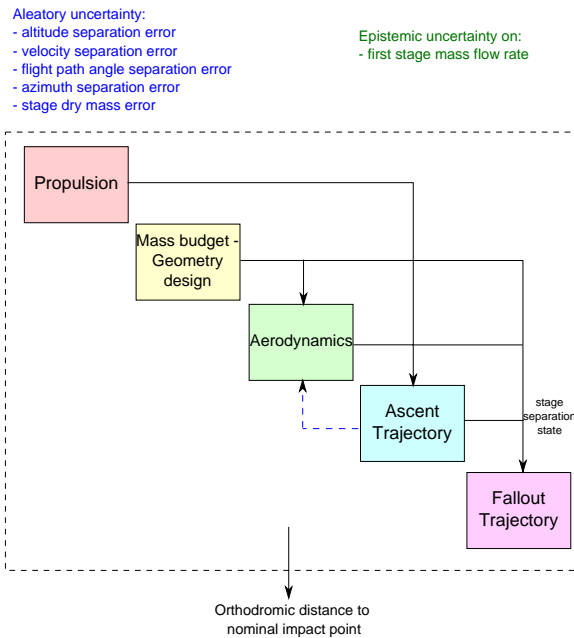 Aleatory uncertainty:
- altitude separation error
- velocity separation error
- flight path angle separation error
- azimuth separation error
- stage dry mass error
Epistemic uncertainty on:
- first stage mass flow rate
Propulsion
Mass budget -
Geometry
design
Aerodynamics
Ascent
Trajectory
stage
separation
state
Fallout
Trajectory
Orthodromic distance to
nominal impact point